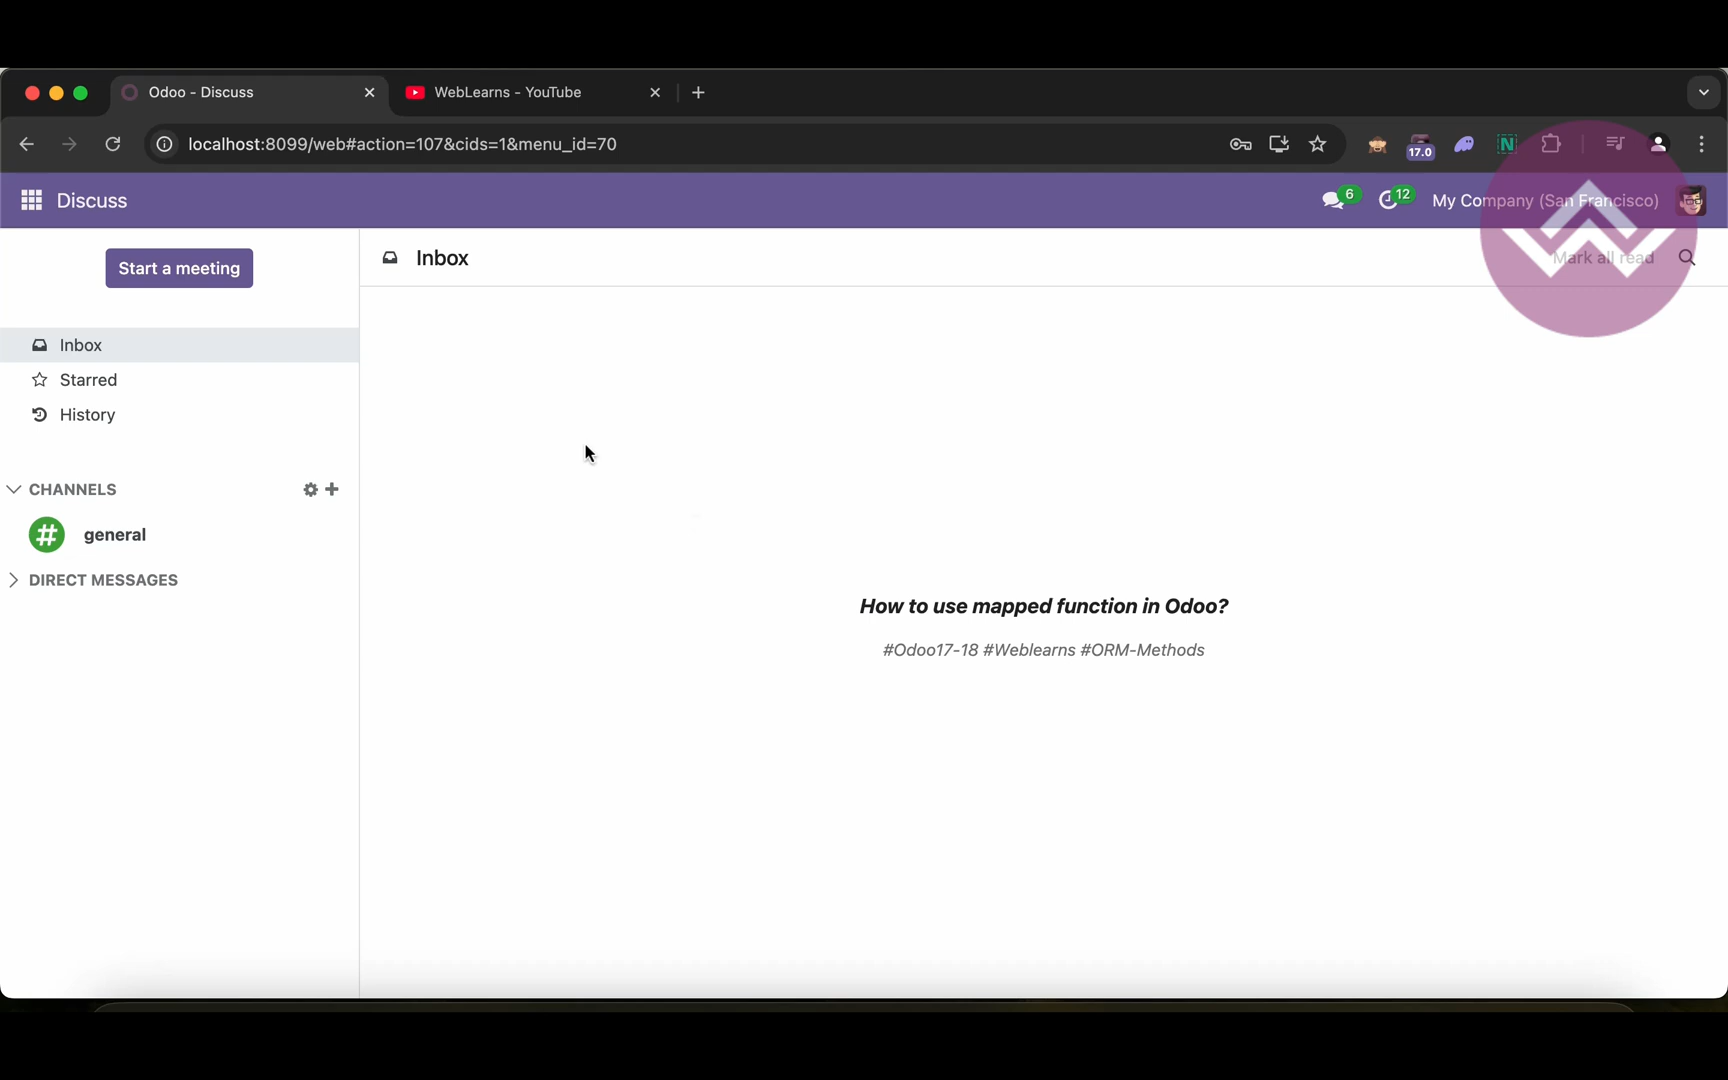 Odoo - Discuss
WebLearns - YouTube
localhost:8099/web#action=107&cids=1&menu_id=70
17.0
N
Discuss
6
12
My Company (San Francisco)
Start a meeting
Inbox
Mark all read
Inbox
Starred
History
CHANNELS
# general
DIRECT MESSAGES
How to use mapped function in Odoo?
#Odoo17-18 #Weblearns #ORM-Methods